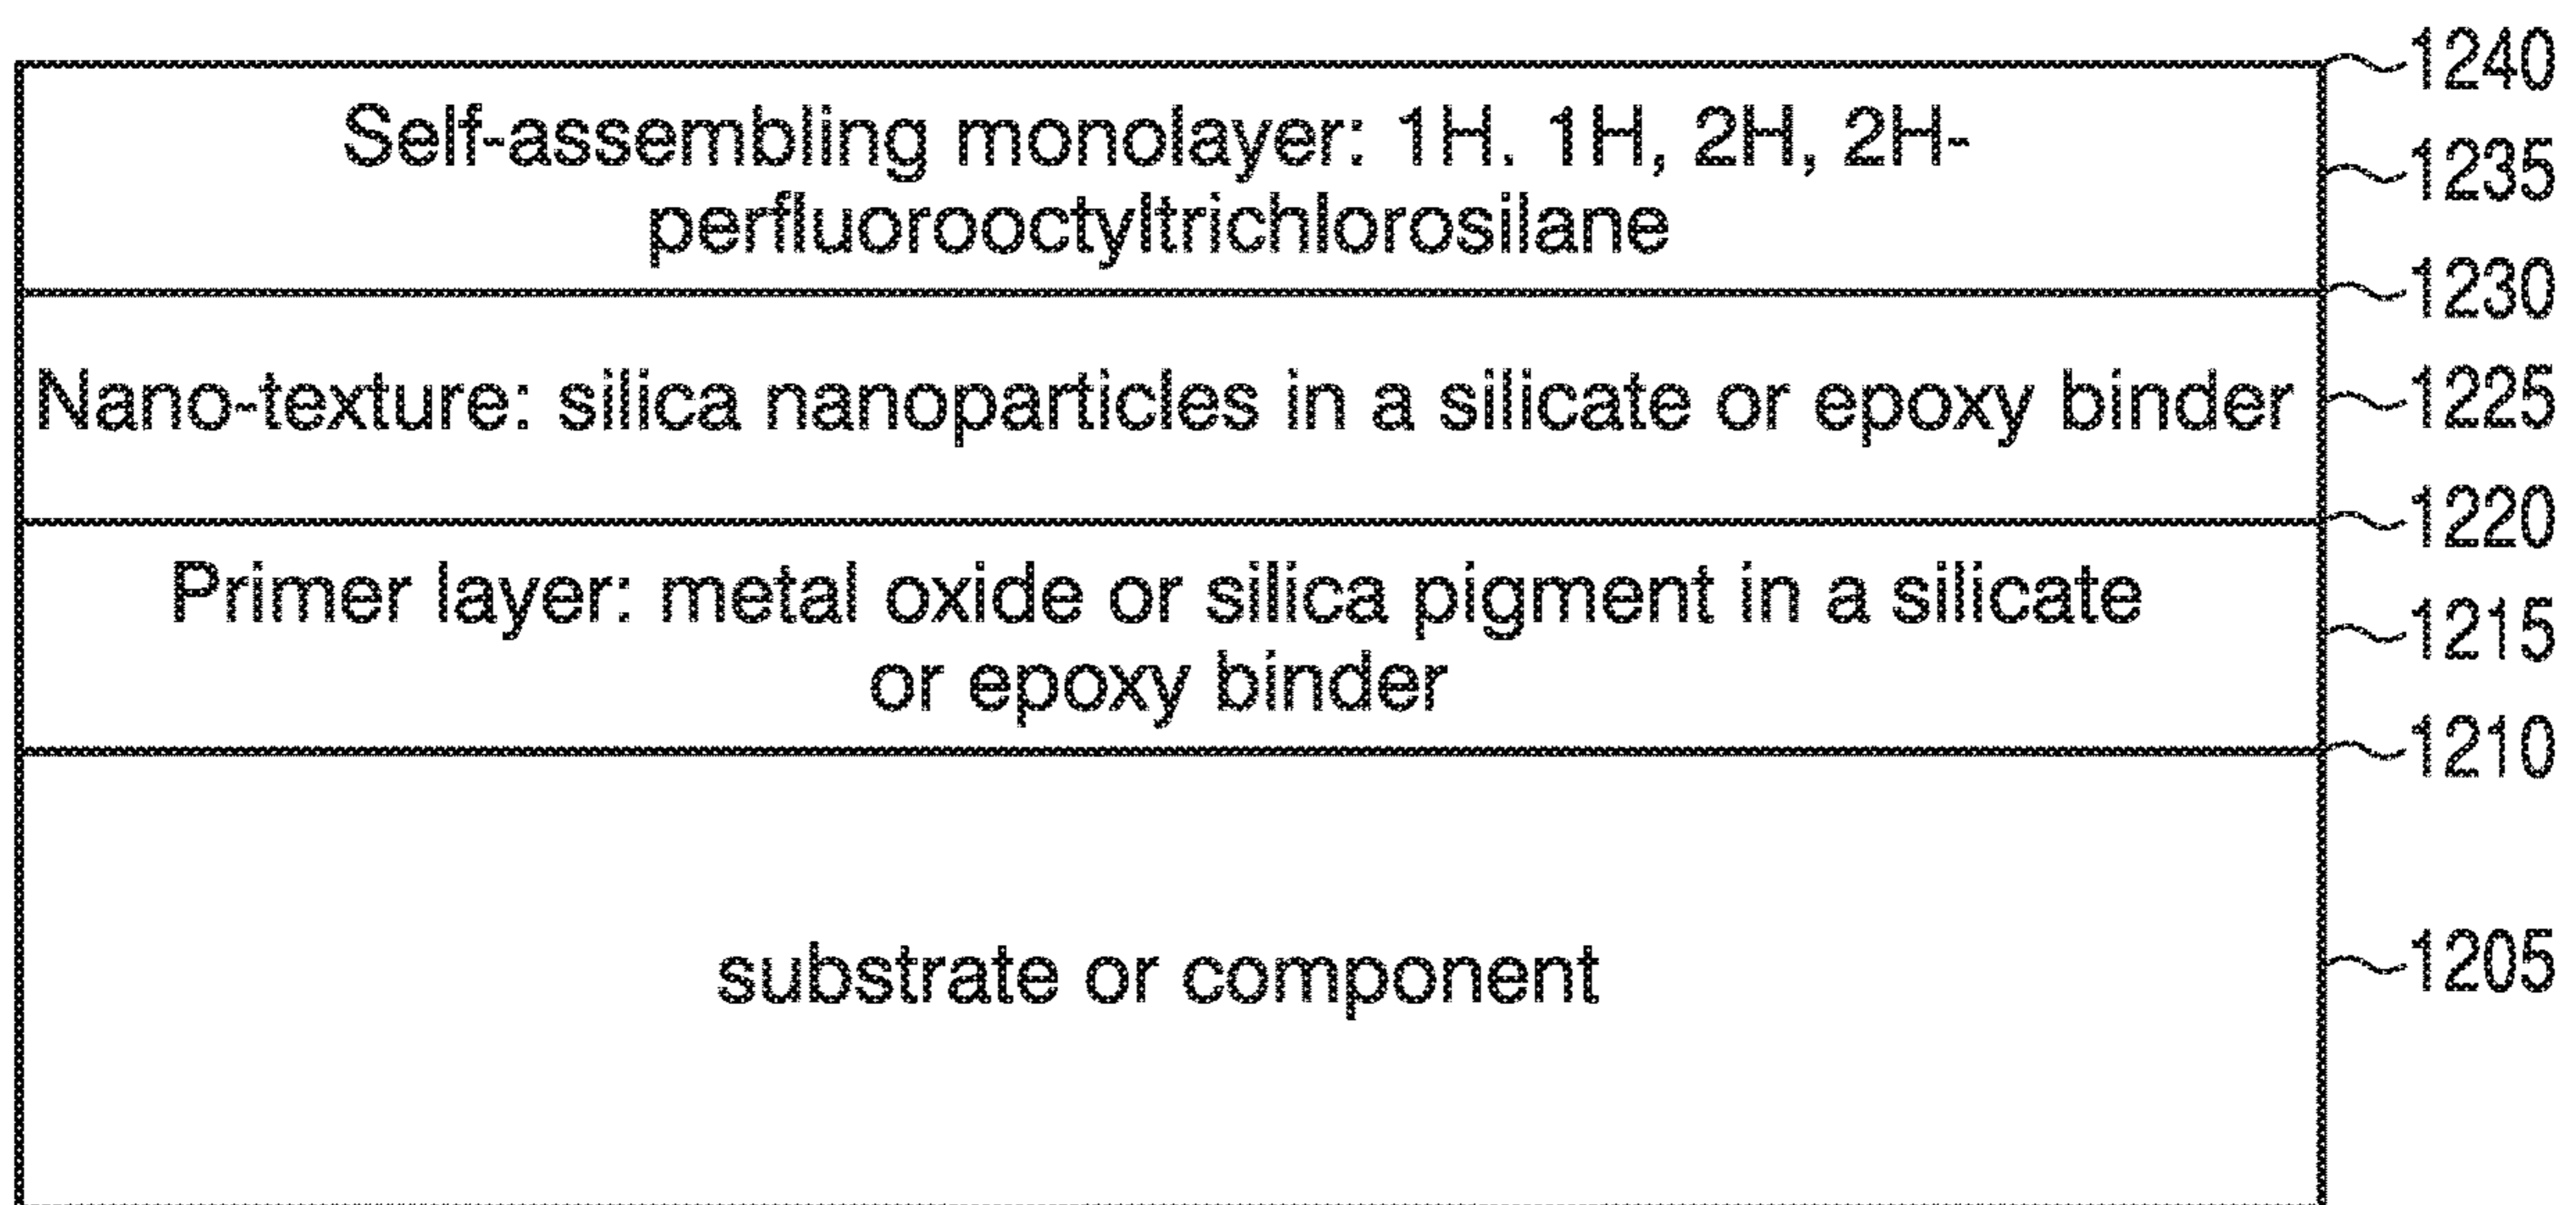 1240
Self-assembling monolayer: 1H. 1H, 2H, 2H-
1235
perfluorooctyltrichlorosilane
1230
Nano-texture: silica nanoparticles in a silicate or epoxy binder
1225
1220
Primer layer: metal oxide or silica pigment in a silicate
1215
or epoxy binder
1210
substrate or component
1205